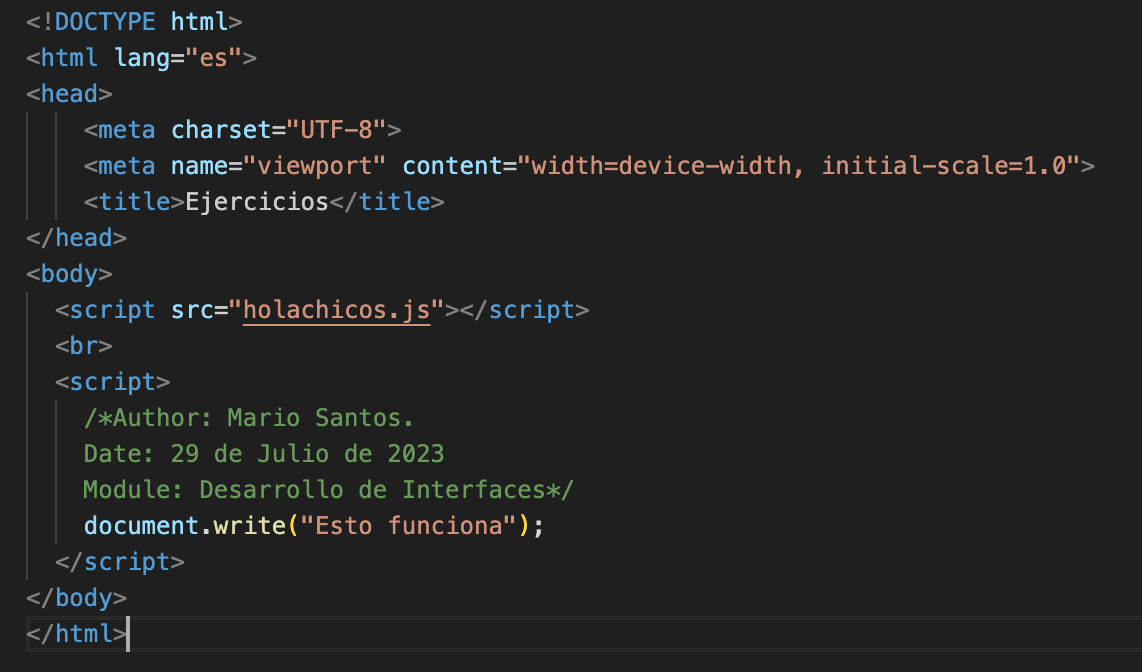 <!DOCTYPE html>
<html lang="es">
<head>
    <meta charset="UTF-8">
    <meta name="viewport" content="width=device-width, initial-scale=1.0">
    <title>Ejercicios</title>
</head>
<body>
  <script src="holachicos.js"></script>
  <br>
  <script>
    /*Author: Mario Santos.
    Date: 29 de Julio de 2023
    Module: Desarrollo de Interfaces*/
    document.write("Esto funciona");
  </script>
</body>
</html>